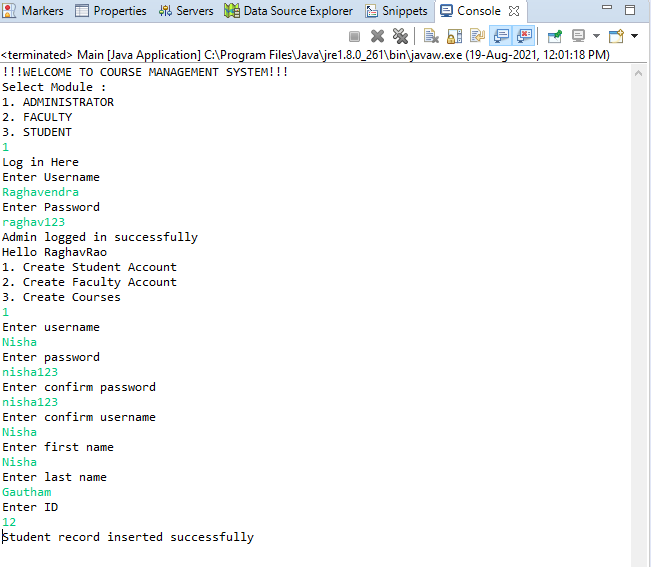 Markers Properties Servers Data Source Explorer Snippets Console
<terminated> Main [Java Application] C:\Program Files\Java\jre1.8.0_261\bin\javaw.exe (19-Aug-2021, 12:01:18 PM)
!!!WELCOME TO COURSE MANAGEMENT SYSTEM!!!
Select Module :
1. ADMINISTRATOR
2. FACULTY
3. STUDENT
1
Log in Here
Enter Username
Raghavendra
Enter Password
raghav123
Admin logged in successfully
Hello RaghavRao
1. Create Student Account
2. Create Faculty Account
3. Create Courses
1
Enter username
Nisha
Enter password
nisha123
Enter confirm password
nisha123
Enter confirm username
Nisha
Enter first name
Nisha
Enter last name
Gautham
Enter ID
12
Student record inserted successfully